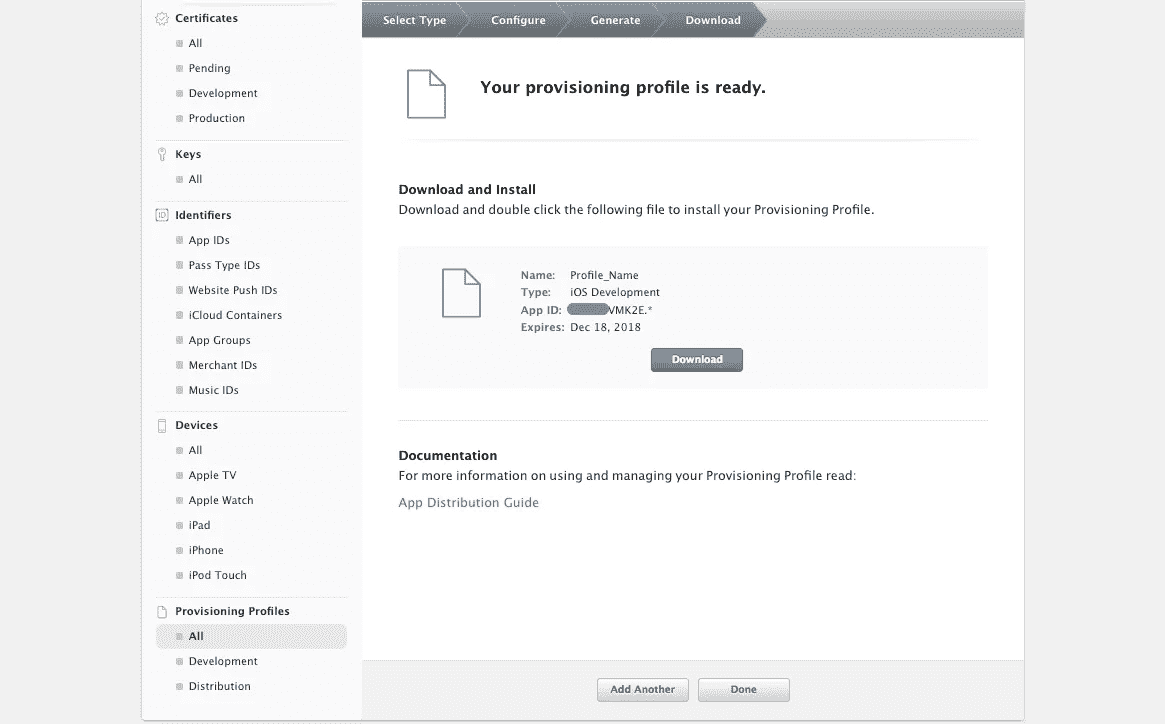 Certificates
All
Pending
Development
Production
Keys
All
ID Identifiers
App IDs
Pass Type IDs
Website Push IDs
iCloud Containers
App Groups
Merchant IDs
Music IDs
Devices
All
Apple TV
Apple Watch
iPad
iPhone
iPod Touch
Provisioning Profiles
All
Development
Distribution
Select Type Configure Generate Download
Your provisioning profile is ready.
Download and Install
Download and double click the following file to install your Provisioning Profile.
Name: Profile_Name
Type: iOS Development
App ID: VMK2E.*
Expires: Dec 18, 2018
Download
Documentation
For more information on using and managing your Provisioning Profile read:
App Distribution Guide
Add Another Done